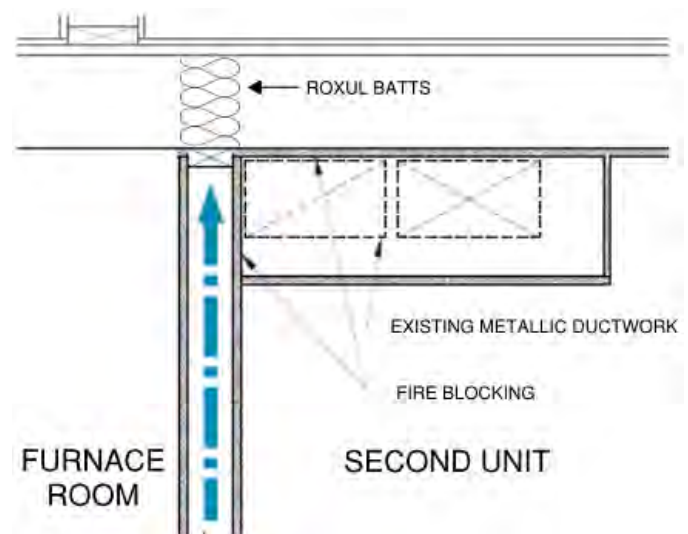 ROXUL BATTS
EXISTING METALLIC DUCTWORK
FIRE BLOCKING
FURNACE
ROOM
SECOND UNIT